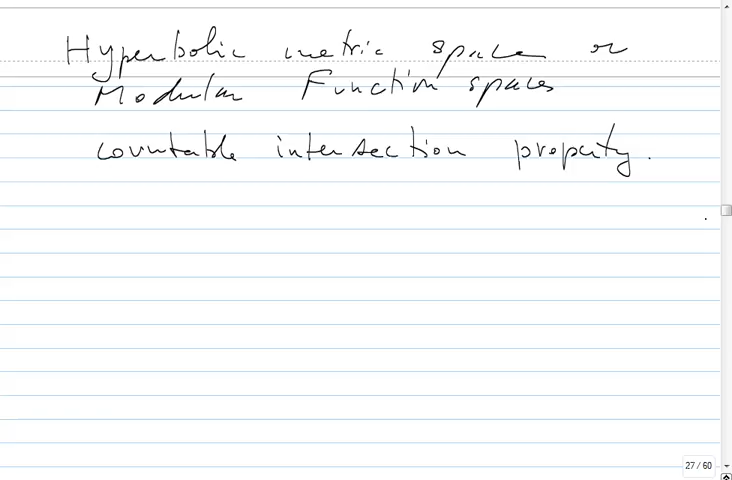 Hyperbolic metric space or
Modular Function spaces
countable intersection property.
27 / 60